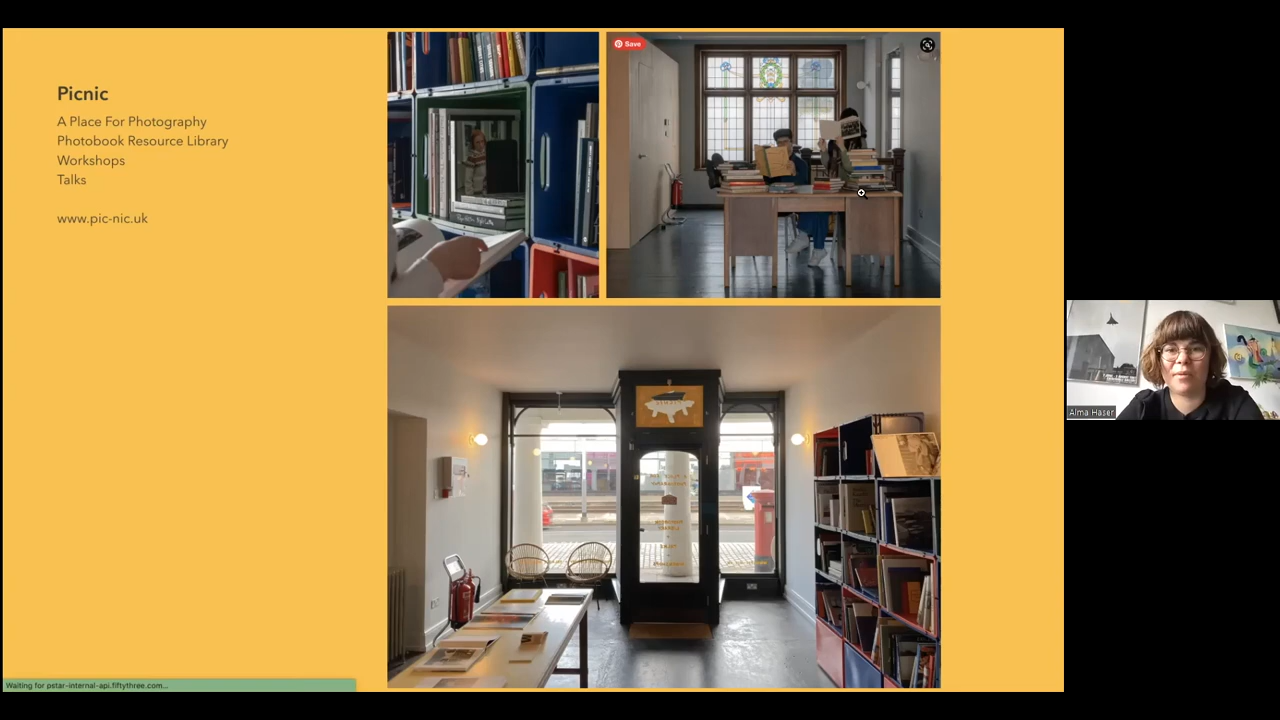 Picnic
A Place For Photography
Photobook Resource Library
Workshops
Talks
www.pic-nic.uk
Save
Alma Haser
Waiting for pstar-internal-api.fiftythree.com...